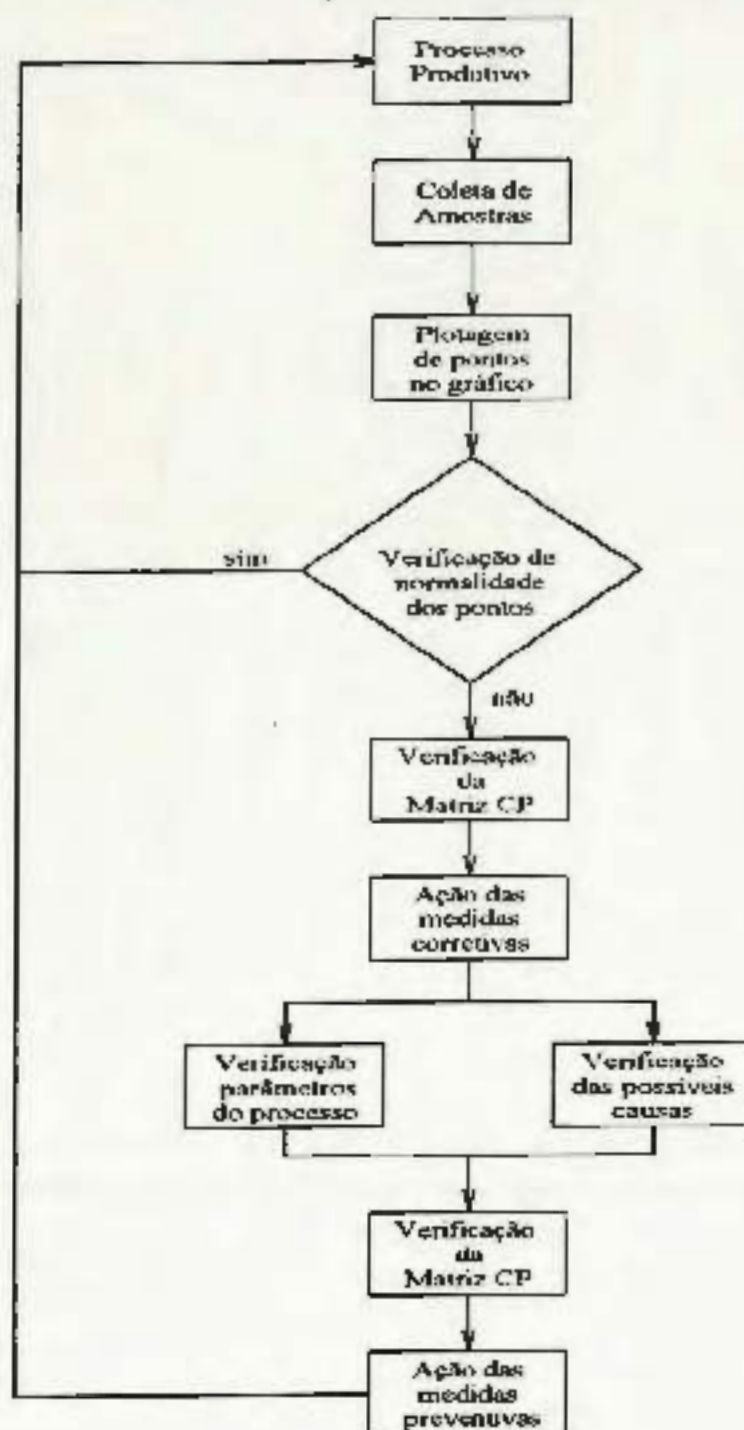 Processo
Produtivo
Coleta de
Amostras
Plotagem
de pontos
no gráfico
sim
Verificação de
normalidade
dos pontos
não
Verificação
da
Matriz CP
Ação das
medidas
corretivas
Verificação
parâmetros
do processo
Verificação
das possíveis
causas
Verificação
da
Matriz CP
Ação das
medidas
preventivas